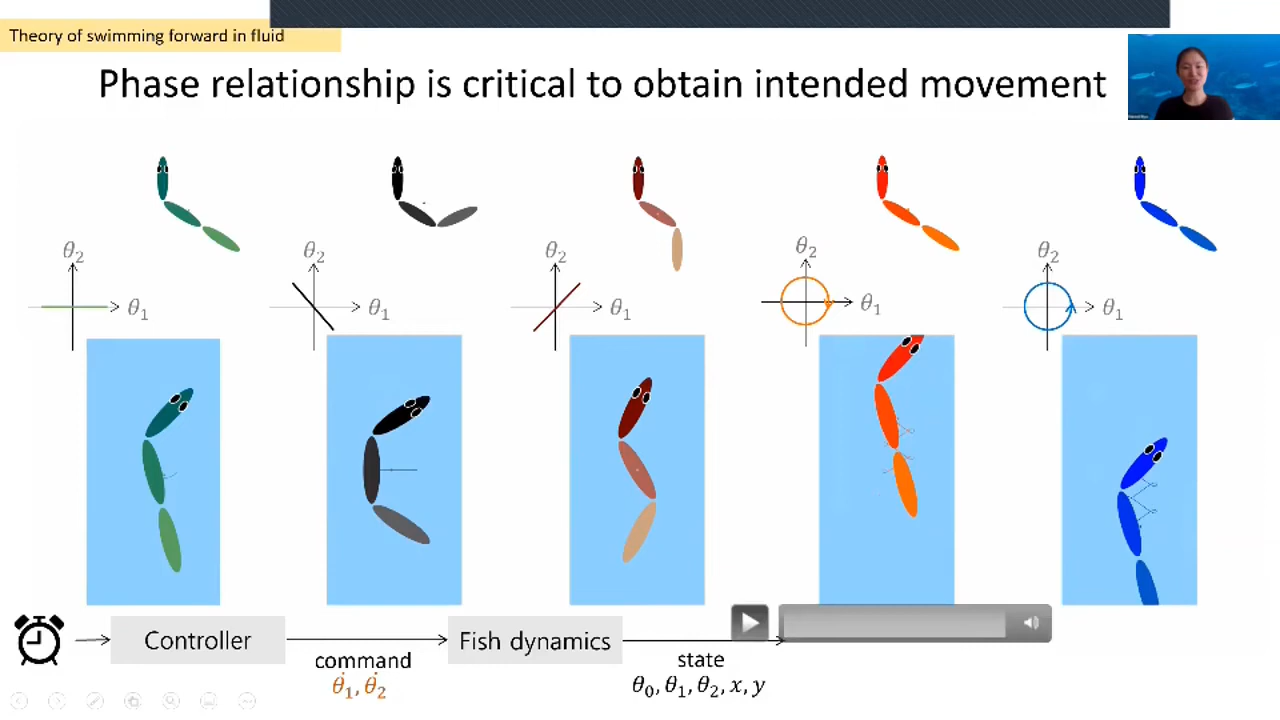 Theory of swimming forward in fluid
Phase relationship is critical to obtain intended movement
θ₂
θ₁
θ₂
θ₁
θ₂
θ₁
θ₂
θ₁
θ₂
θ₁
Controller
command
θ̇₁, θ̇₂
Fish dynamics
state
θ₀, θ₁, θ₂, x, y